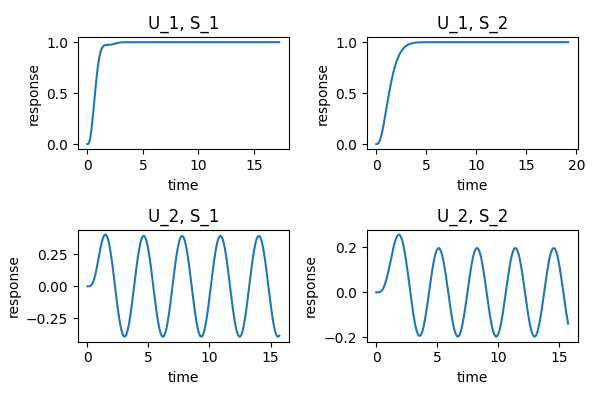 U_1, S_1
1.0
0.5
0.0
response
0 5 10 15
time
U_1, S_2
1.0
0.5
0.0
response
0 5 10 15 20
time
U_2, S_1
0.25
0.00
−0.25
response
0 5 10 15
time
U_2, S_2
0.2
0.0
−0.2
response
0 5 10 15
time